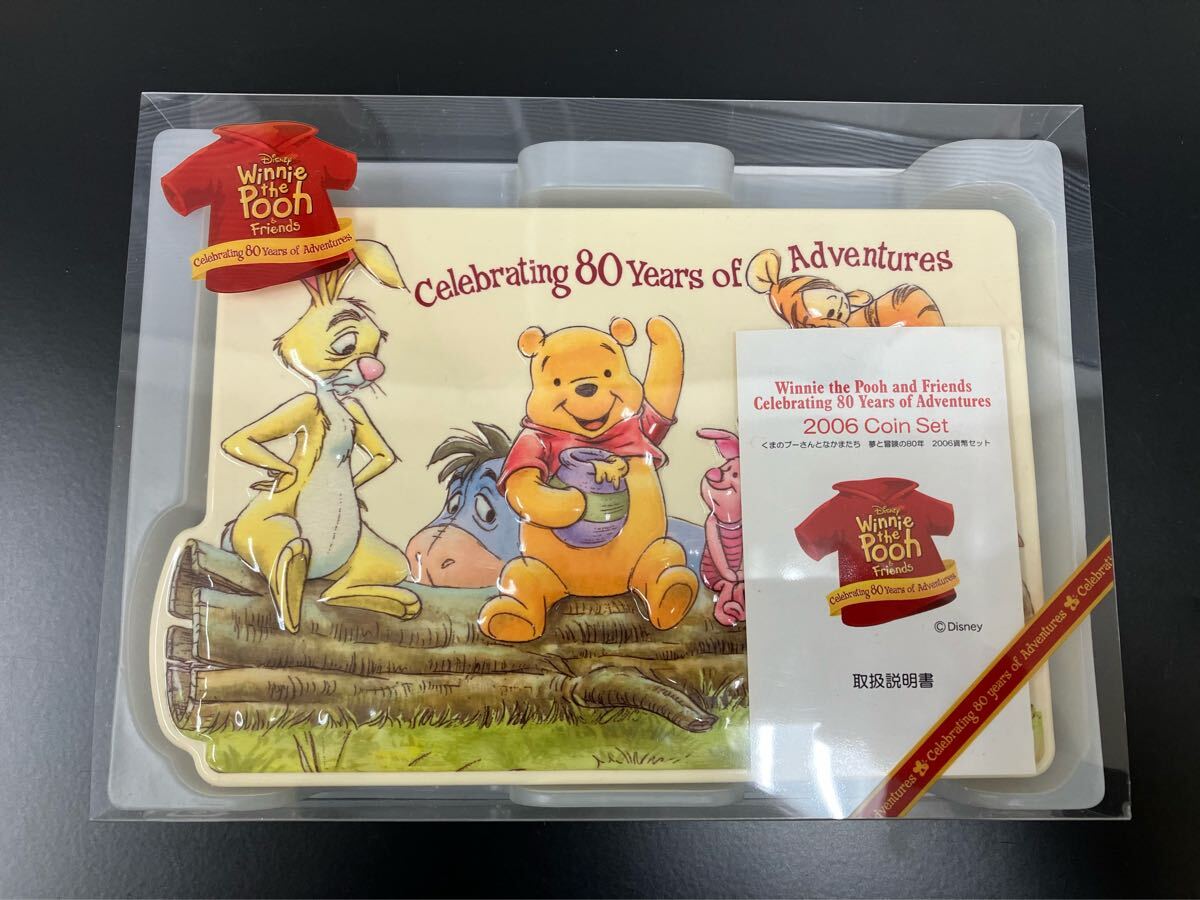 Disney
Winnie
the
Pooh
&
Friends
Celebrating 80 Years of Adventures
Celebrating 80 Years of Adventures
Winnie the Pooh and Friends
Celebrating 80 Years of Adventures
2006 Coin Set
くまのプーさんとなかまたち 夢と冒険の80年 2006貨幣セット
Disney
Winnie
the
Pooh
&
Friends
Celebrating 80 Years of Adventures
©Disney
取扱説明書
Adventures Celebrating 80 years of Adventures Celebrati